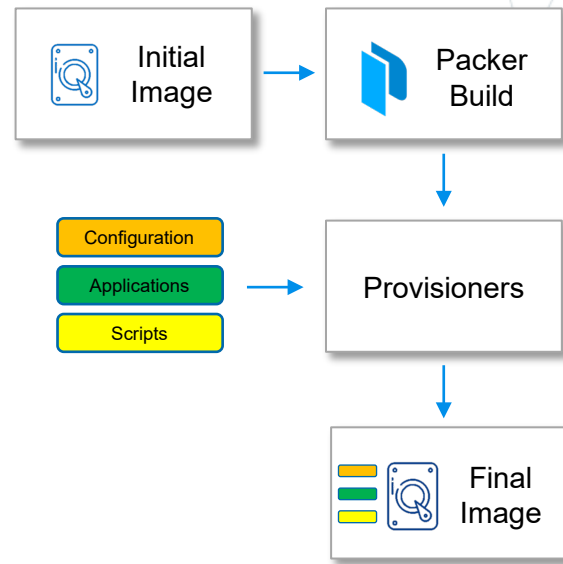 Initial
Image
Packer
Build
Configuration
Applications
Scripts
Provisioners
Final
Image